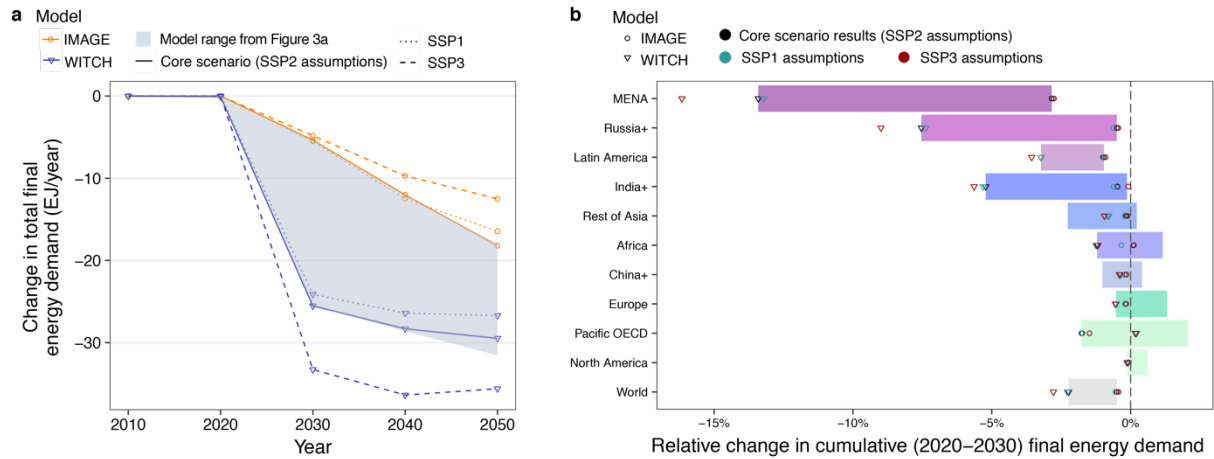 a
Model
IMAGE
Model range from Figure 3a
SSP1
WITCH
Core scenario (SSP2 assumptions)
SSP3
Change in total final
energy demand (EJ/year)
0
−10
−20
−30
2010
2020
2030
2040
2050
Year
b
Model
IMAGE
Core scenario results (SSP2 assumptions)
WITCH
SSP1 assumptions
SSP3 assumptions
MENA
Russia+
Latin America
India+
Rest of Asia
Africa
China+
Europe
Pacific OECD
North America
World
−15%
−10%
−5%
0%
Relative change in cumulative (2020−2030) final energy demand